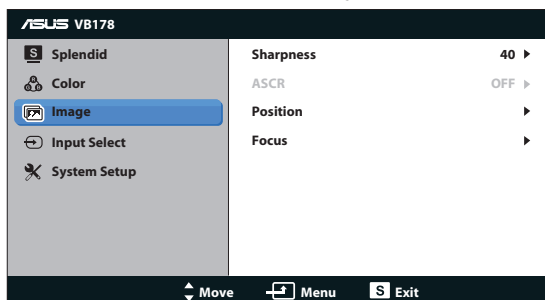 ASUS VB178
S Splendid
Color
Image
Input Select
System Setup
Sharpness 40
ASCR OFF
Position
Focus
Move Menu S Exit